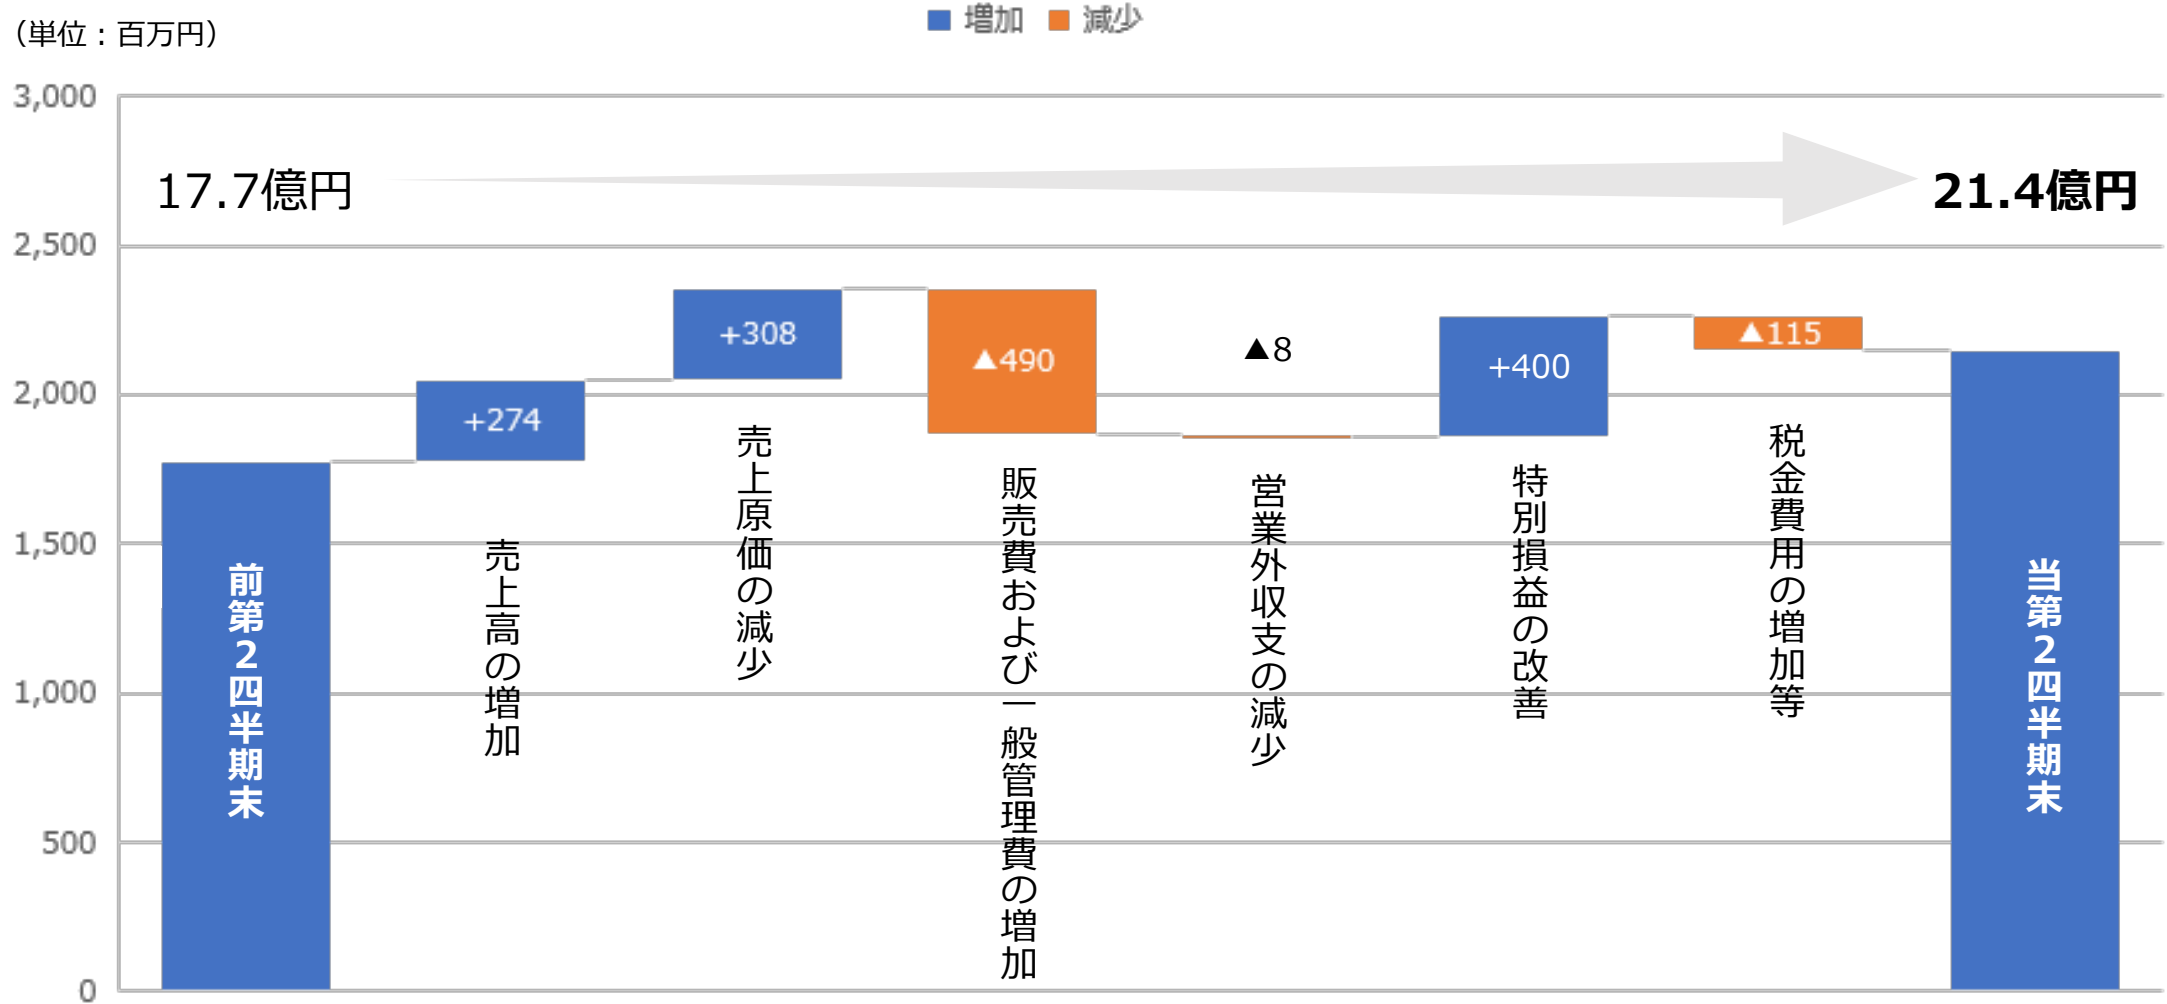 （単位：百万円）
増加 減少
3,000
17.7億円
21.4億円
2,500
2,000
1,500
1,000
500
0
+274
+308
▲490
▲8
+400
▲115
前第２四半期末
売上高の増加
売上原価の減少
販売費および一般管理費の増加
営業外収支の減少
特別損益の改善
税金費用の増加等
当第２四半期末